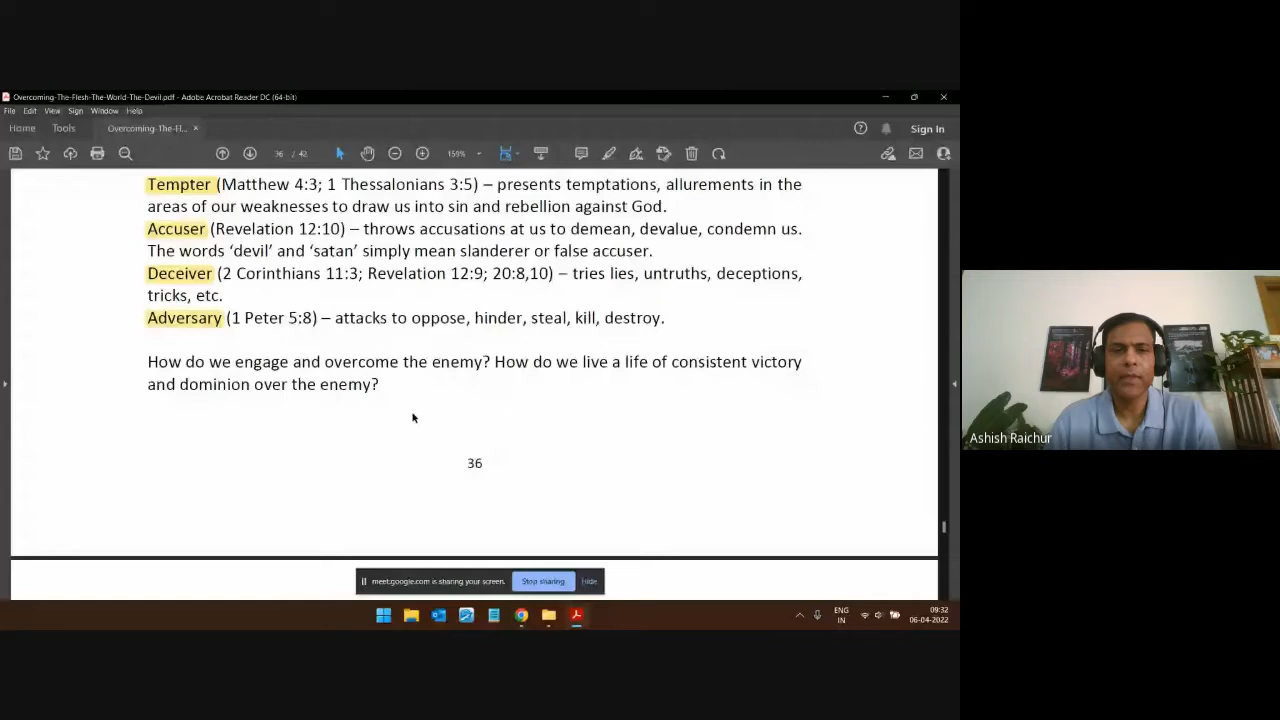 Overcoming-The-Flesh-The-World-The-Devil.pdf - Adobe Acrobat Reader DC (64-bit)
File Edit View Sign Window Help
Home Tools Overcoming-The-Fl... × Sign In
36 / 42 159%
Tempter (Matthew 4:3; 1 Thessalonians 3:5) – presents temptations, allurements in the
areas of our weaknesses to draw us into sin and rebellion against God.
Accuser (Revelation 12:10) – throws accusations at us to demean, devalue, condemn us.
The words ‘devil’ and ‘satan’ simply mean slanderer or false accuser.
Deceiver (2 Corinthians 11:3; Revelation 12:9; 20:8,10) – tries lies, untruths, deceptions,
tricks, etc.
Adversary (1 Peter 5:8) – attacks to oppose, hinder, steal, kill, destroy.
How do we engage and overcome the enemy? How do we live a life of consistent victory
and dominion over the enemy?
36
Ashish Raichur
meet.google.com is sharing your screen. Stop sharing Hide
ENG
IN
09:32
06-04-2022